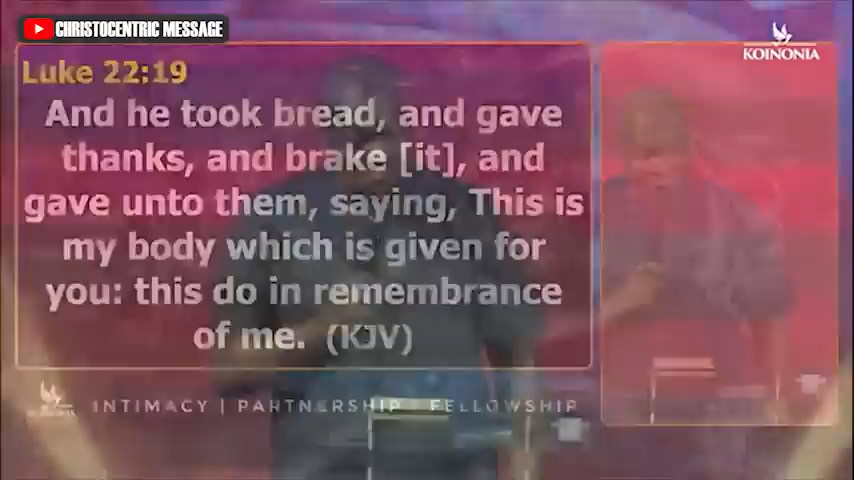 CHRISTOCENTRIC MESSAGE
KOINONIA
Luke 22:19
And he took bread, and gave
thanks, and brake [it], and
gave unto them, saying, This is
my body which is given for
you: this do in remembrance
of me. (KJV)
INTIMACY | PARTNERSHIP | FELLOWSHIP